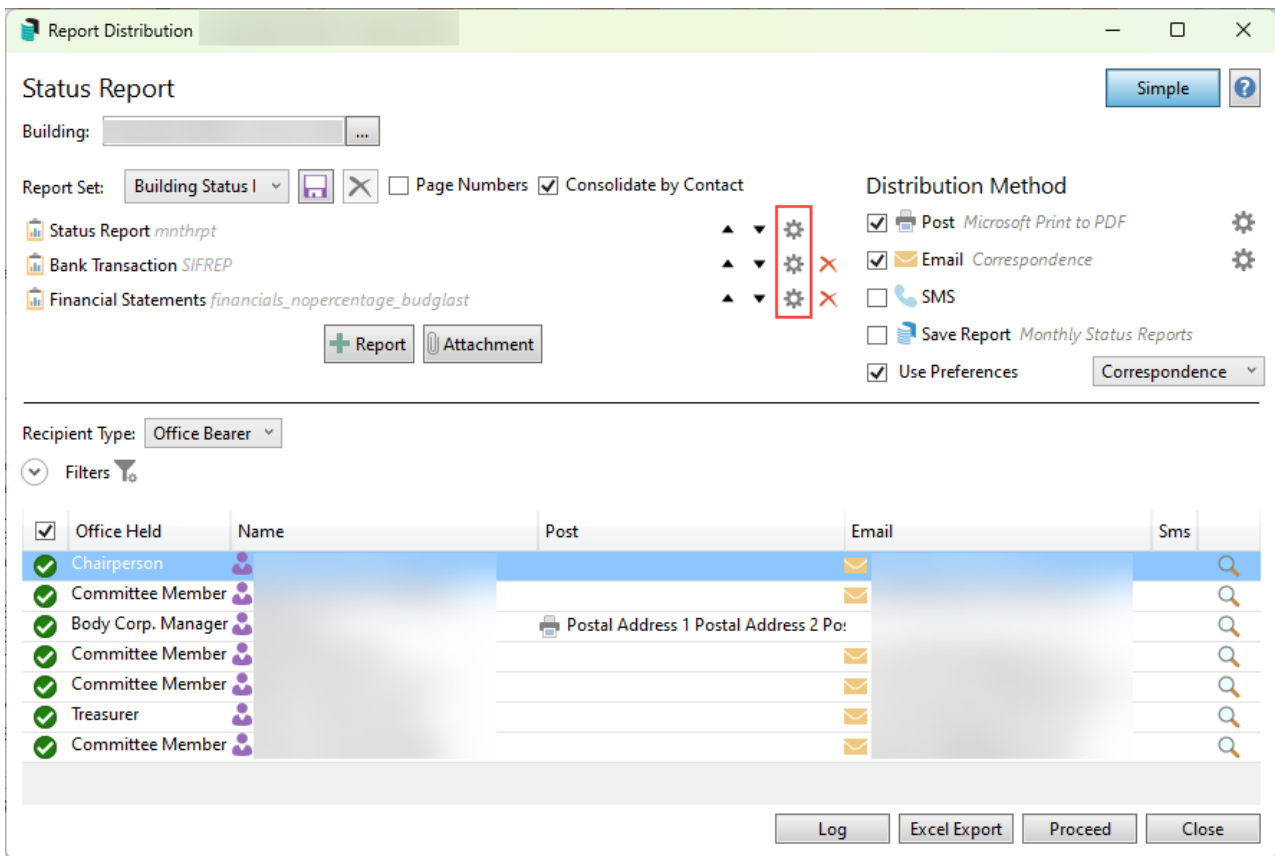 Report Distribution
Status Report
Simple
?
Building:
...
Report Set: Building Status I Page Numbers Consolidate by Contact
Distribution Method
Status Report mnthrpt
Post Microsoft Print to PDF
Bank Transaction SIFREP
Email Correspondence
Financial Statements financials_nopercentage_budglast
SMS
Report Attachment
Save Report Monthly Status Reports
Use Preferences Correspondence
Recipient Type: Office Bearer
Filters
Office Held Name Post Email Sms
Chairperson
Committee Member
Body Corp. Manager Postal Address 1 Postal Address 2 Po:
Committee Member
Committee Member
Treasurer
Committee Member
Log Excel Export Proceed Close